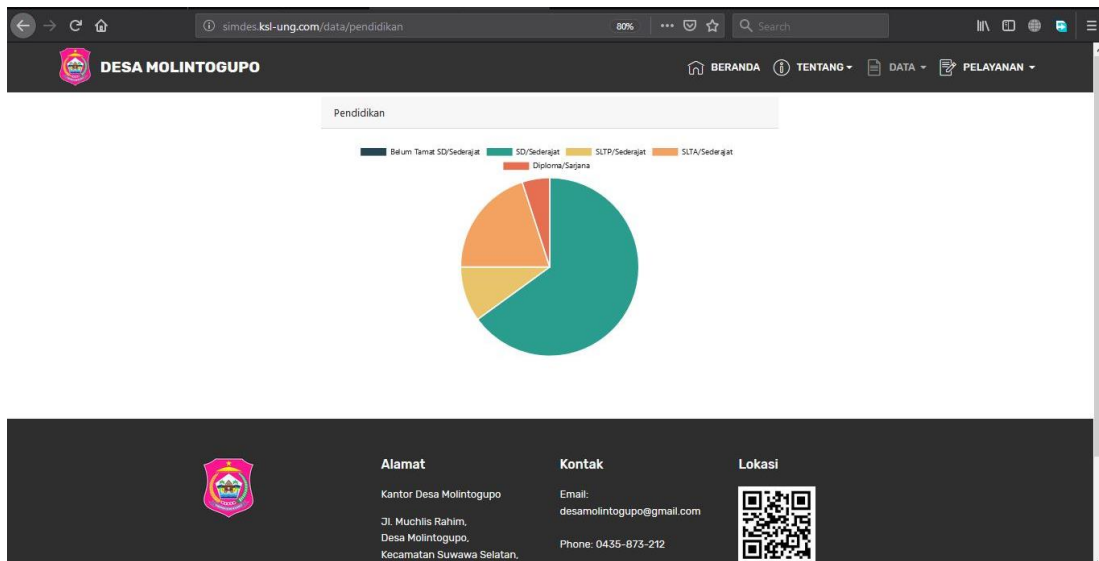 simdes.ksl-ung.com/data/pendidikan
80%
Search
DESA MOLINTOGUPO
BERANDA
TENTANG
DATA
PELAYANAN
Pendidikan
Belum Tamat SD/Sederajat
SD/Sederajat
SLTP/Sederajat
SLTA/Sederajat
Diploma/Sarjana
Alamat
Kantor Desa Molintogupo
Jl. Muchlis Rahim,
Desa Molintogupo,
Kecamatan Suwawa Selatan,
Kontak
Email:
desamolintogupo@gmail.com
Phone: 0435-873-212
Lokasi